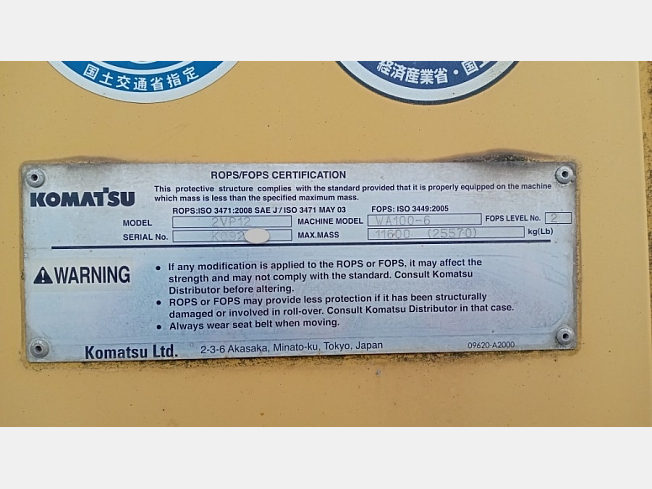 国土交通省指定
経済産業省・国土
ROPS/FOPS CERTIFICATION
KOMATSU
This protective structure complies with the standard provided that it is properly equipped on the machine
which mass is less than the specified maximum mass.
ROPS:ISO 3471:2008 SAE J / ISO 3471 MAY 03 FOPS: ISO 3449:2005
MODEL 2VP12 MACHINE MODEL WA100-6 FOPS LEVEL No. 2
SERIAL No. MAX.MASS 11600 (25570) kg(Lb)
WARNING
• If any modification is applied to the ROPS or FOPS, it may affect the
strength and may not comply with the standard. Consult Komatsu
Distributor before altering.
• ROPS or FOPS may provide less protection if it has been structurally
damaged or involved in roll-over. Consult Komatsu Distributor in that case.
• Always wear seat belt when moving.
Komatsu Ltd. 2-3-6 Akasaka, Minato-ku, Tokyo, Japan 09620-A2000